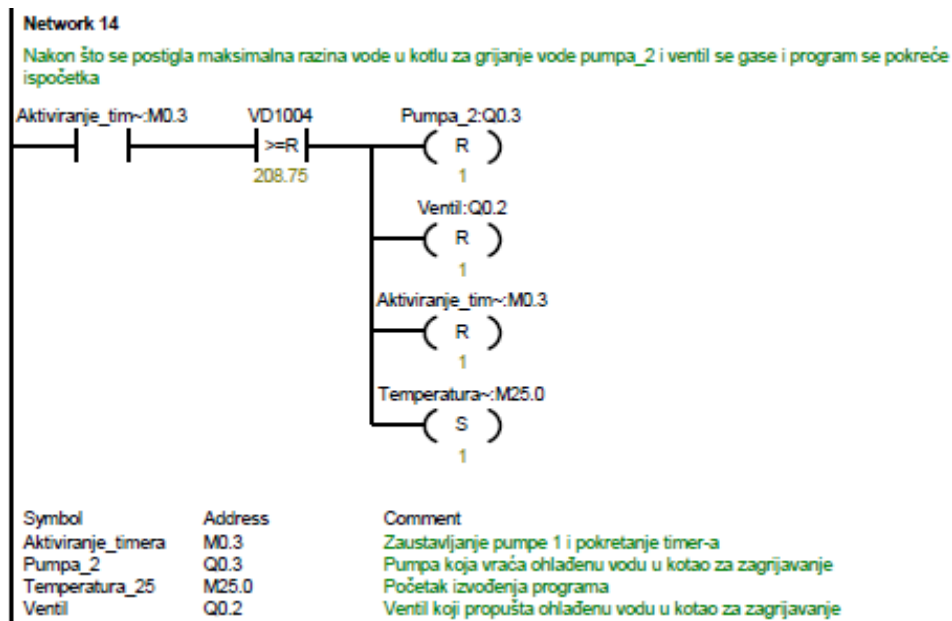 Network 14
Nakon što se postigla maksimalna razina vode u kotlu za grijanje vode pumpa_2 i ventil se gase i program se pokreće
ispočetka
Aktiviranje_tim~:M0.3 VD1004 Pumpa_2:Q0.3
>=R R
208.75 1
Ventil:Q0.2
R
1
Aktiviranje_tim~:M0.3
R
1
Temperatura~:M25.0
S
1
Symbol Address Comment
Aktiviranje_timera M0.3 Zaustavljanje pumpe 1 i pokretanje timer-a
Pumpa_2 Q0.3 Pumpa koja vraća ohlađenu vodu u kotao za zagrijavanje
Temperatura_25 M25.0 Početak izvođenja programa
Ventil Q0.2 Ventil koji propušta ohlađenu vodu u kotao za zagrijavanje